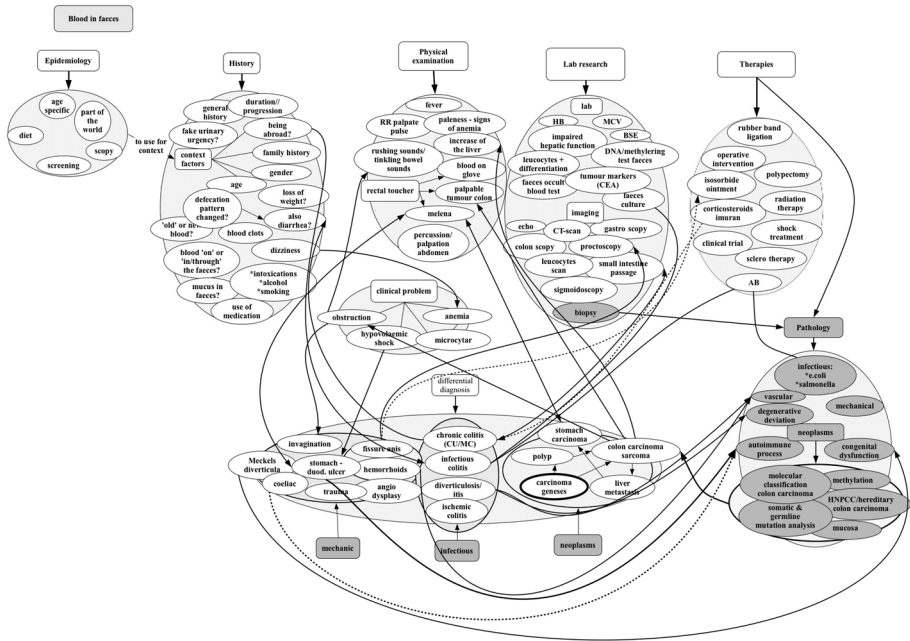 Blood in faeces
Epidemiology
age
specific
part of
the
world
diet
scopy
screening
to use for
context
History
general
history
duration//
progression
fake urinary
urgency?
being
abroad?
context
factors
family history
gender
age
loss of
weight?
defecation
pattern
changed?
also
diarrhea?
'old' or
blood?
blood clots
dizziness
blood 'on' or
'in/through'
the faeces?
*intoxications
*alcohol
*smoking
mucus in
faeces?
use of
medication
Physical
examination
fever
RR palpate
pulse
paleness - signs
of anemia
increase of
the liver
rushing sounds/
tinkling bowel
sounds
blood on
glove
rectal toucher
palpable
tumour colon
melena
percussion/
palpation
abdomen
Lab research
lab
HB
MCV
BSE
impaired
hepatic function
DNA/methylering
test faeces
leucocytes +
differentiation
tumour markers
(CEA)
faeces occult
blood test
faeces
culture
imaging
echo
CT-scan
gastro scopy
colon scopy
proctoscopy
leucocytes
scan
small intestine
passage
sigmoidoscopy
biopsy
Therapies
rubber band
ligation
operative
intervention
polypectomy
isosorbide
ointment
radiation
therapy
corticosteroids
imuran
shock
treatment
clinical trial
sclero therapy
AB
clinical problem
obstruction
anemia
hypovolaemic
shock
microcytar
Pathology
infectious:
*e.coli
*salmonella
vascular
mechanical
degenerative
deviation
neoplasms
autoimmune
process
congenital
dysfunction
molecular
classification
colon carcinoma
methylation
HNPCC/hereditary
colon carcinoma
somatic &
germline
mutation analysis
mucosa
differential
diagnosis
invagination
fissure anis
Meckels
diverticula
stomach -
duod. ulcer
hemorrhoids
coeliac
trauma
angio
dysplasy
chronic colitis
(CU/MC)
infectious
colitis
diverticulosis/
itis
ischemic
colitis
stomach
carcinoma
colon carcinoma
sarcoma
polyp
carcinoma
geneses
liver
metastasis
mechanic
infectious
neoplasms